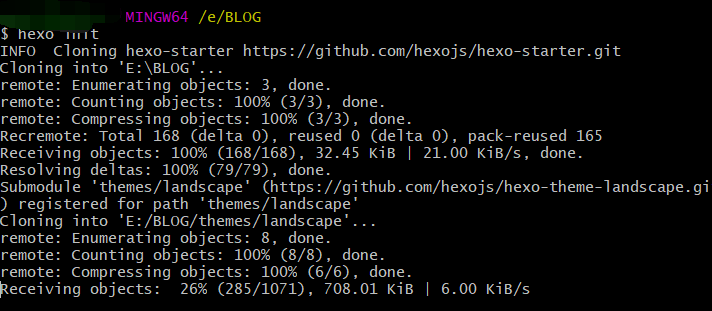 MINGW64 /e/BLOG
$ hexo init
INFO  Cloning hexo-starter https://github.com/hexojs/hexo-starter.git
Cloning into 'E:\BLOG'...
remote: Enumerating objects: 3, done.
remote: Counting objects: 100% (3/3), done.
remote: Compressing objects: 100% (3/3), done.
Recremote: Total 168 (delta 0), reused 0 (delta 0), pack-reused 165
Receiving objects: 100% (168/168), 32.45 KiB | 21.00 KiB/s, done.
Resolving deltas: 100% (79/79), done.
Submodule 'themes/landscape' (https://github.com/hexojs/hexo-theme-landscape.gi
) registered for path 'themes/landscape'
Cloning into 'E:/BLOG/themes/landscape'...
remote: Enumerating objects: 8, done.
remote: Counting objects: 100% (8/8), done.
remote: Compressing objects: 100% (6/6), done.
Receiving objects:  26% (285/1071), 708.01 KiB | 6.00 KiB/s